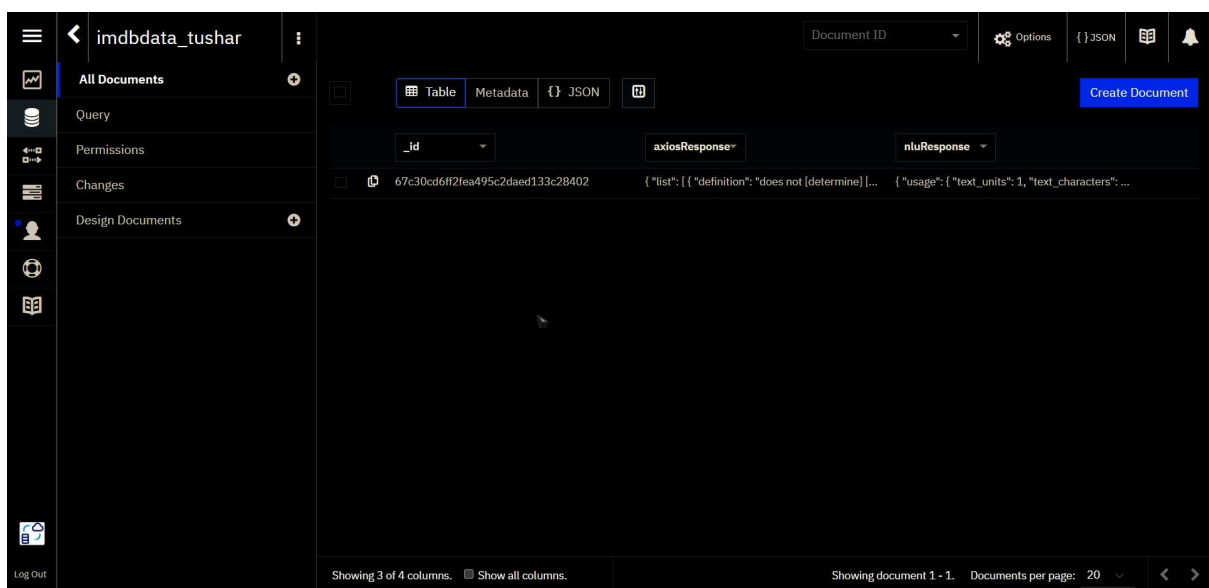 imdbdata_tushar
Document ID
Options
{ } JSON
All Documents
Query
Permissions
Changes
Design Documents
Table
Metadata
{} JSON
Create Document
_id
axiosResponse
nluResponse
67c30cd6ff2fea495c2daed133c28402
{ "list": [ { "definition": "does not [determine] [...
{ "usage": { "text_units": 1, "text_characters": ...
Log Out
Showing 3 of 4 columns.
Show all columns.
Showing document 1 - 1.
Documents per page: 20